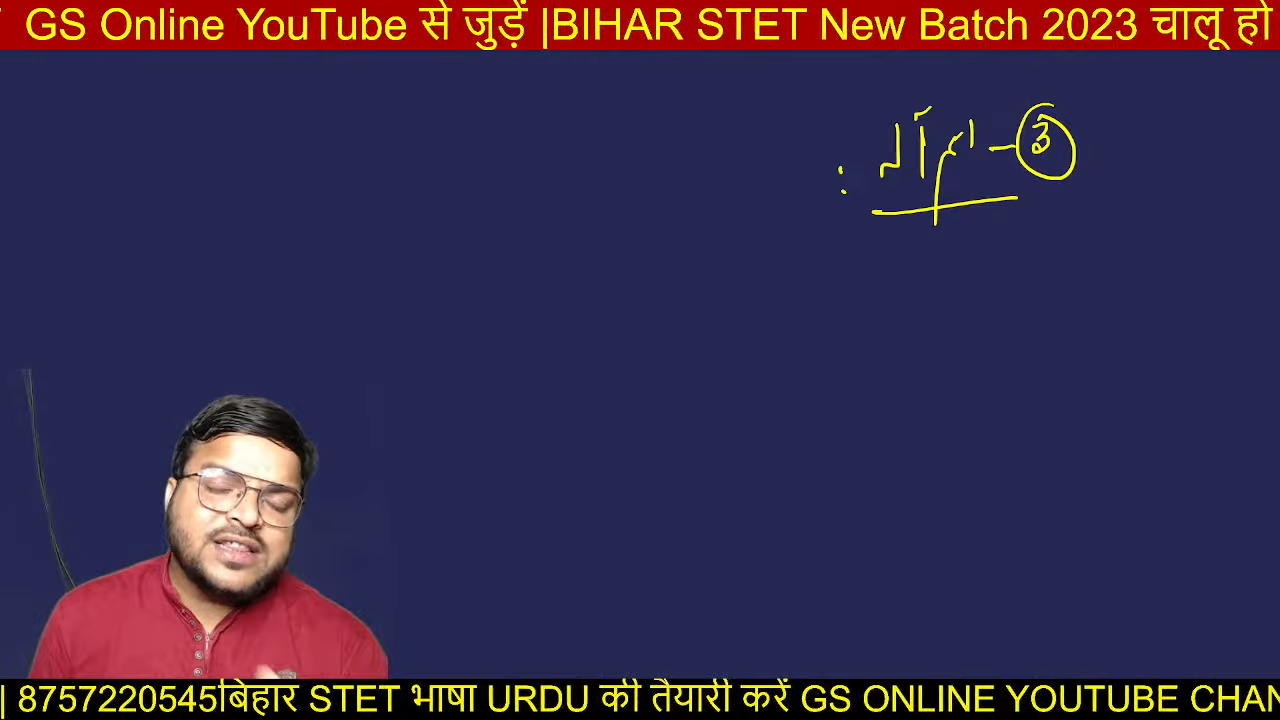 GS Online YouTube से जुड़ें |BIHAR STET New Batch 2023 चालू हो
| 8757220545बिहार STET भाषा URDU की तैयारी करें GS ONLINE YOUTUBE CHAN